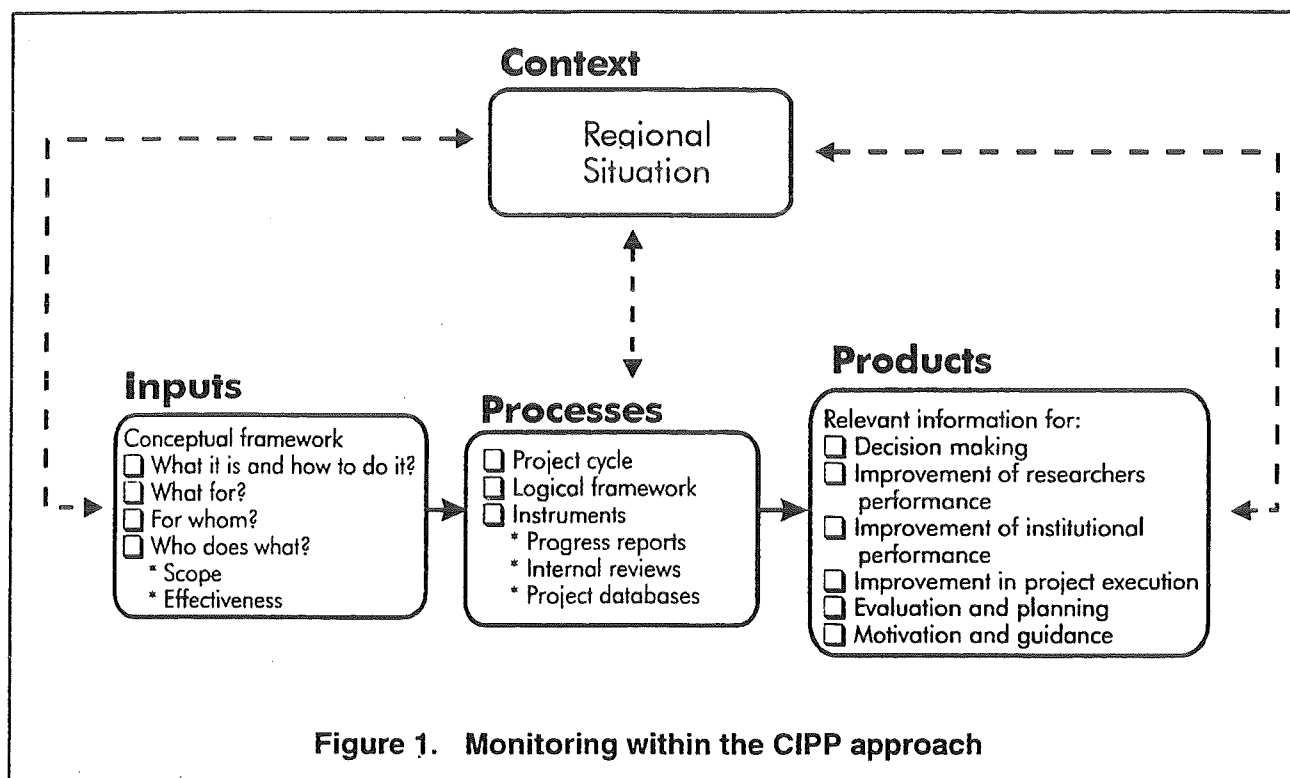 Context
Regional
Situation
Inputs
Conceptual framework
❏ What it is and how to do it?
❏ What for?
❏ For whom?
❏ Who does what?
* Scope
* Effectiveness
Processes
❏ Project cycle
❏ Logical framework
❏ Instruments
* Progress reports
* Internal reviews
* Project databases
Products
Relevant information for:
❏ Decision making
❏ Improvement of researchers
performance
❏ Improvement of institutional
performance
❏ Improvement in project execution
❏ Evaluation and planning
❏ Motivation and guidance
Figure 1. Monitoring within the CIPP approach